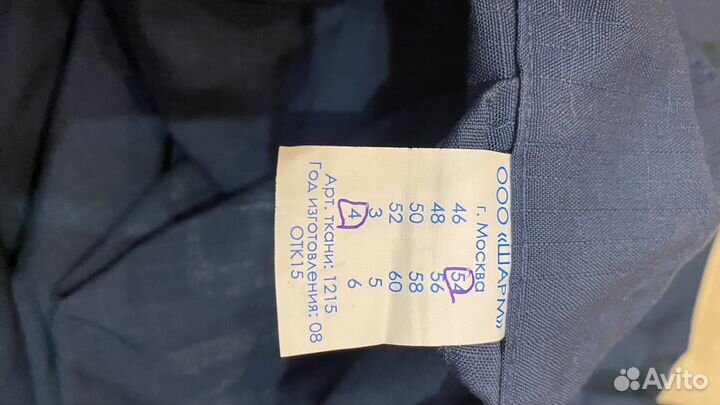 ООО «ШАРМ»
г. Москва
46 54
48 56
50 58
52 60
3 5
4 6
Арт. ткани: 1215
Год изготовления: 08
ОТК15
Avito